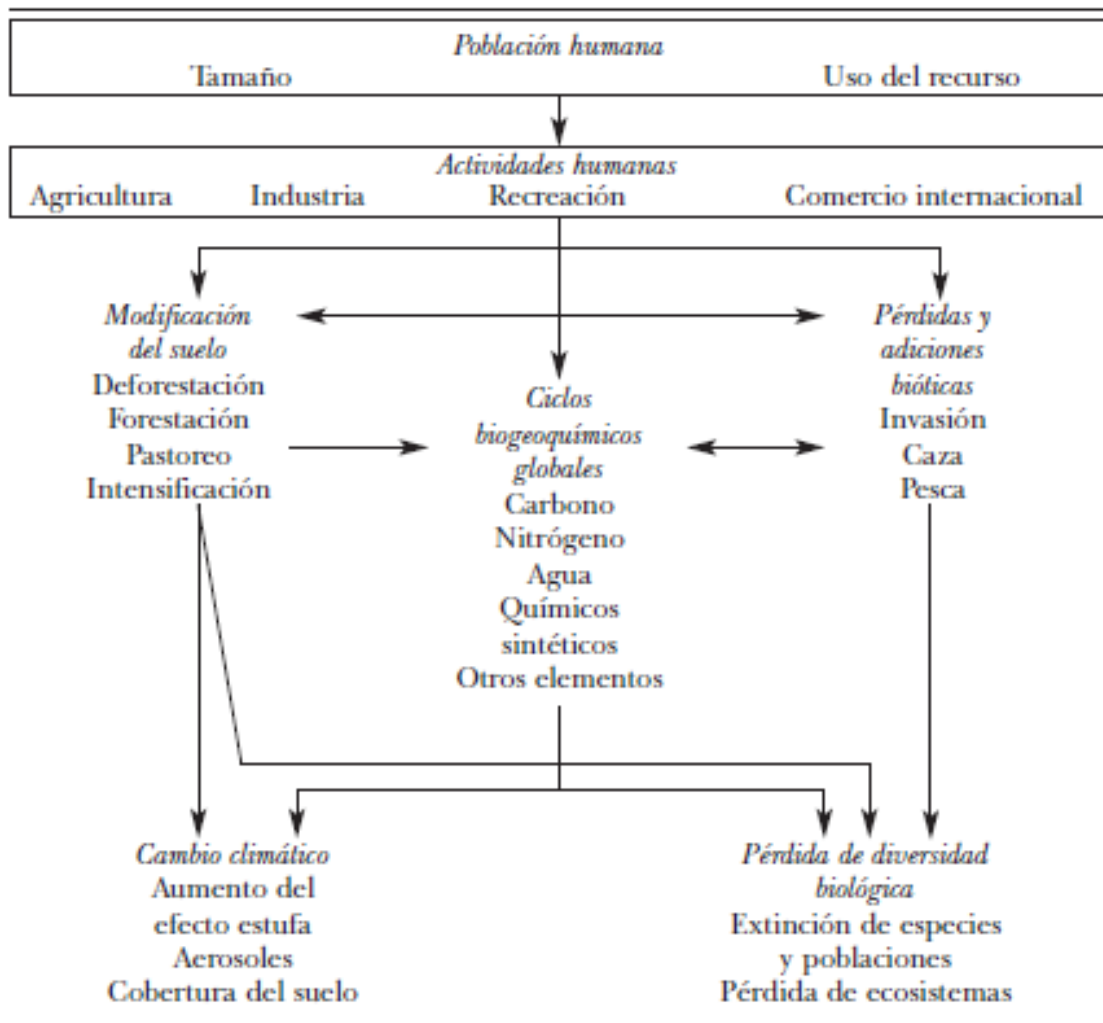 Población humana
Tamaño Uso del recurso
Actividades humanas
Agricultura Industria Recreación Comercio internacional
Modificación
del suelo
Deforestación
Forestación
Pastoreo
Intensificación
Ciclos
biogeoquímicos
globales
Carbono
Nitrógeno
Agua
Químicos
sintéticos
Otros elementos
Pérdidas y
adiciones
bióticas
Invasión
Caza
Pesca
Cambio climático
Aumento del
efecto estufa
Aerosoles
Cobertura del suelo
Pérdida de diversidad
biológica
Extinción de especies
y poblaciones
Pérdida de ecosistemas